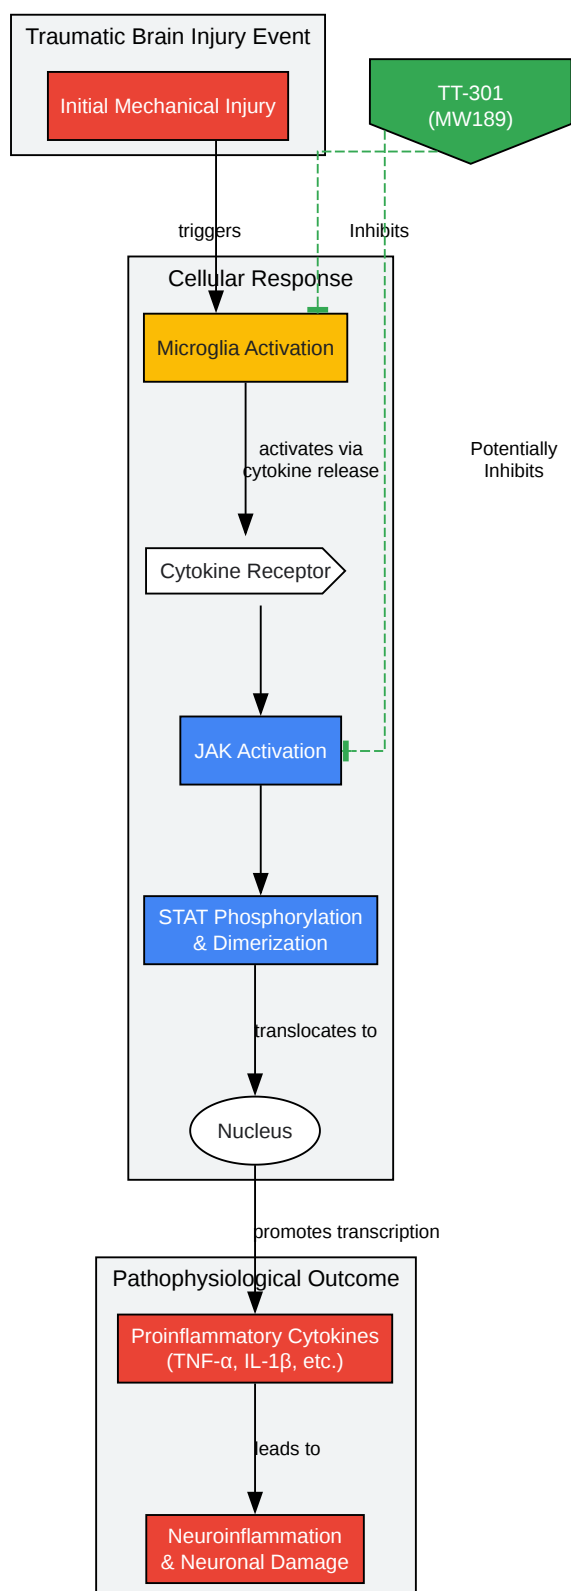 Traumatic Brain Injury Event
Initial Mechanical Injury
TT-301
(MW189)
triggers
Inhibits
Cellular Response
Microglia Activation
activates via
cytokine release
Potentially
Inhibits
Cytokine Receptor
JAK Activation
STAT Phosphorylation
& Dimerization
translocates to
Nucleus
promotes transcription
Pathophysiological Outcome
Proinflammatory Cytokines
(TNF-α, IL-1β, etc.)
leads to
Neuroinflammation
& Neuronal Damage